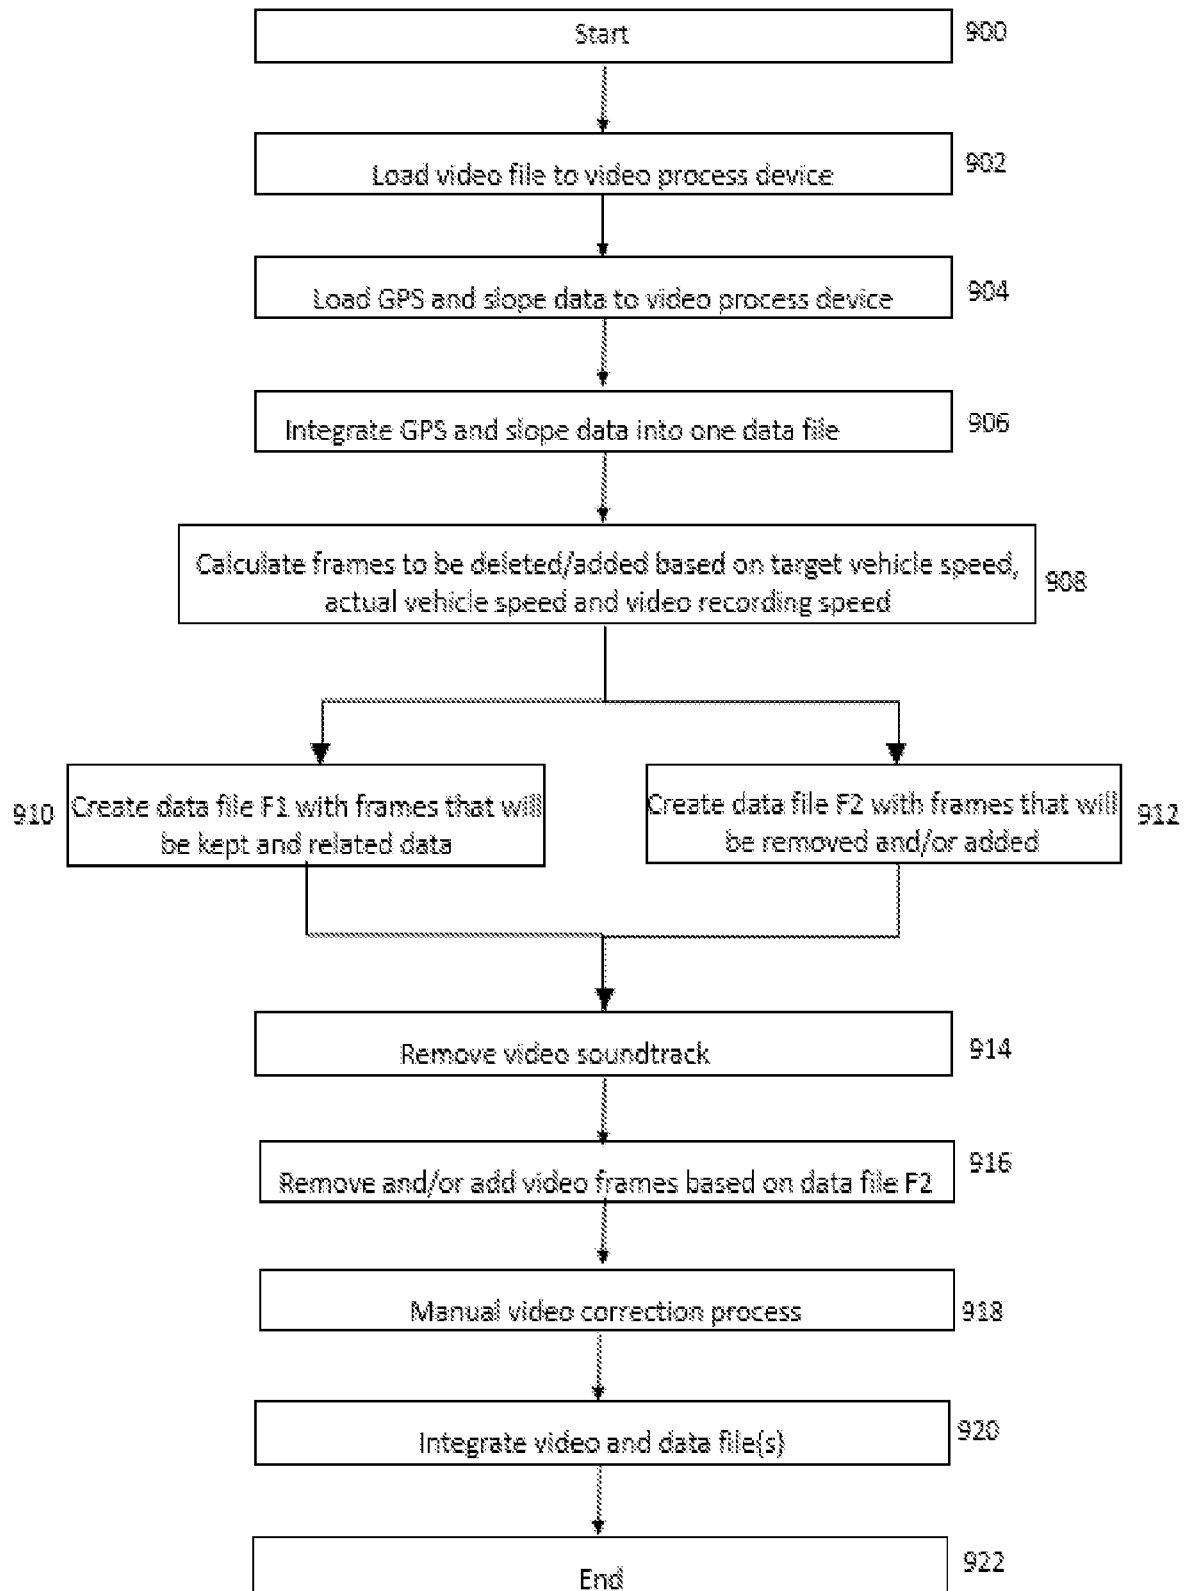 Start
900
Load video file to video process device
902
Load GPS and slope data to video process device
904
Integrate GPS and slope data into one data file
906
Calculate frames to be deleted/added based on target vehicle speed,
actual vehicle speed and video recording speed
908
910
Create data file F1 with frames that will
be kept and related data
Create data file F2 with frames that will
be removed and/or added
912
Remove video soundtrack
914
Remove and/or add video frames based on data file F2
916
Manual video correction process
918
Integrate video and data file(s)
920
End
922